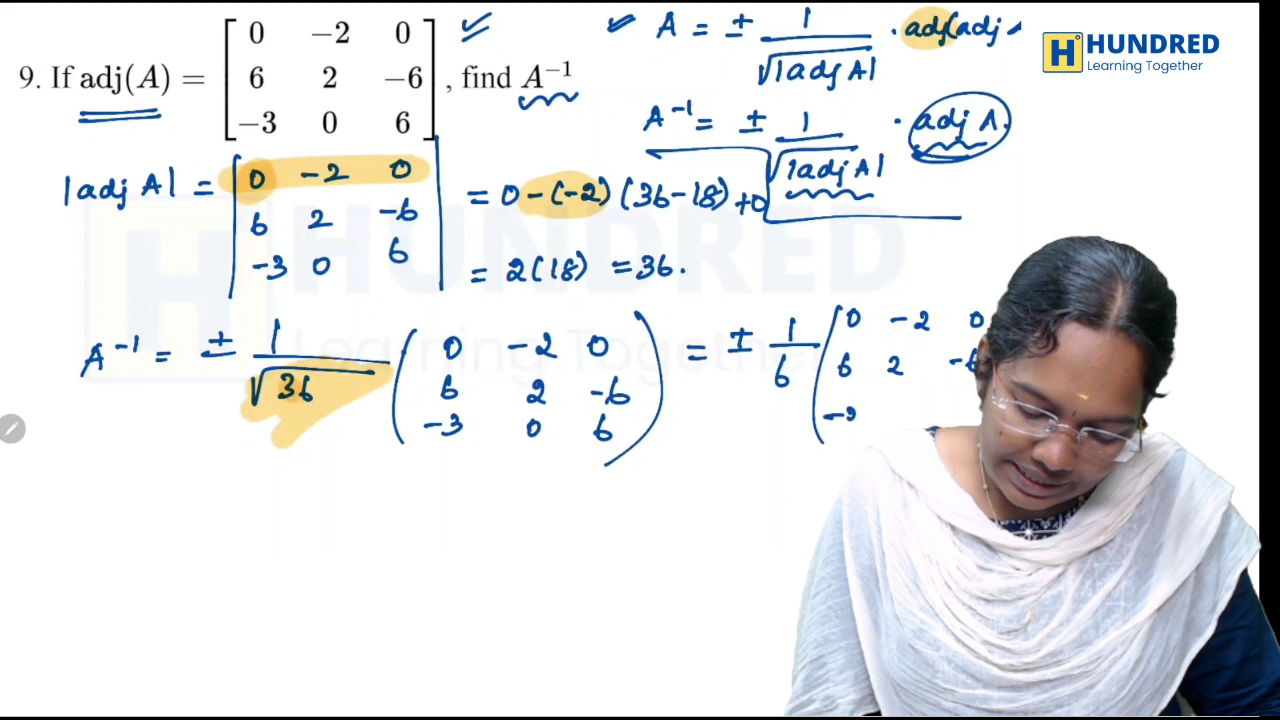 9. If adj(A) = [ 0 −2 0 ; 6 2 −6 ; −3 0 6 ], find A⁻¹
A = ± 1/√|adj A| · adj(adj
HUNDRED
Learning Together
A⁻¹ = ± 1/√|adj A| · adj A.
|adj A| = | 0 −2 0 ; 6 2 −6 ; −3 0 6 | = 0 − (−2) (36 − 18) + 0
= 2(18) = 36.
A⁻¹ = ± 1/√36 ( 0 −2 0 ; 6 2 −6 ; −3 0 6 ) = ± 1/6 ( 0 −2 0 ; 6 2 −6 ; −3
H HUNDRED
Learning Together